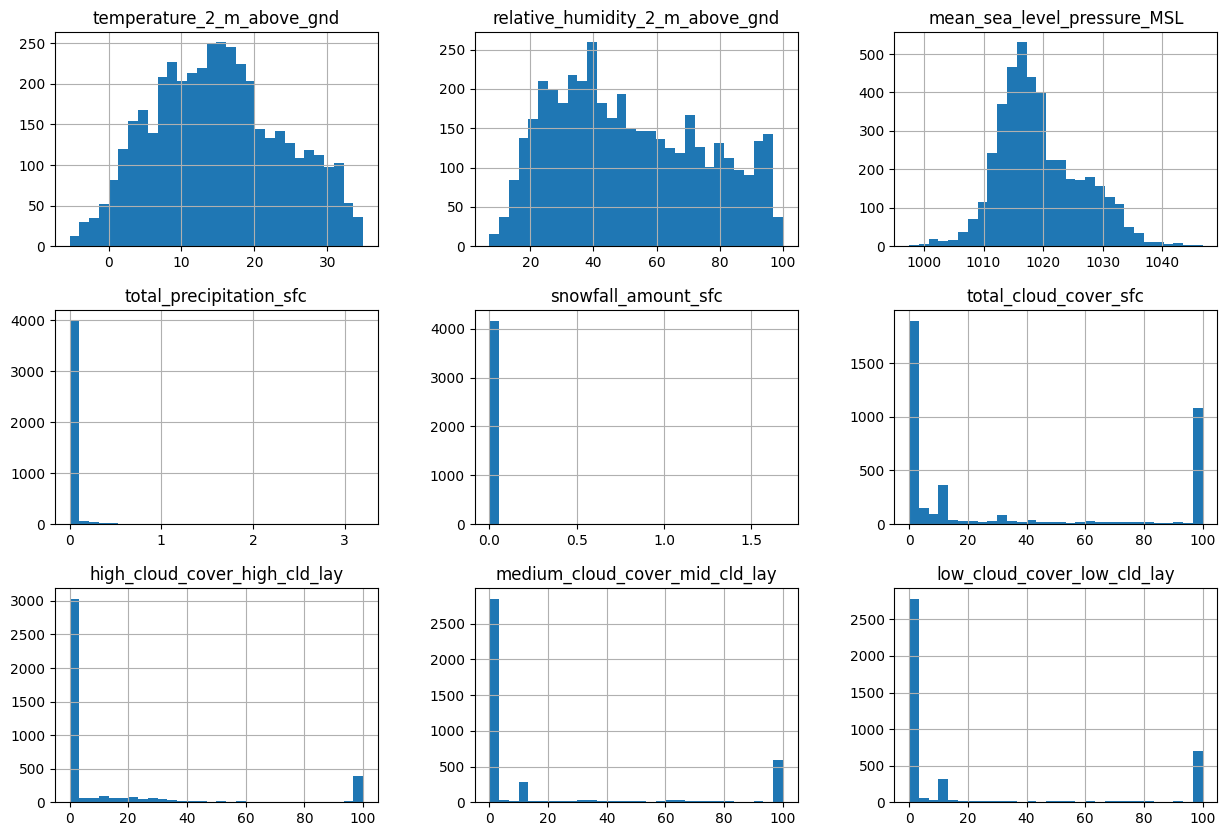 temperature_2_m_above_gnd
250
200
150
100
50
0
0 10 20 30
relative_humidity_2_m_above_gnd
250
200
150
100
50
0
20 40 60 80 100
mean_sea_level_pressure_MSL
500
400
300
200
100
0
1000 1010 1020 1030 1040
total_precipitation_sfc
4000
3000
2000
1000
0
0 1 2 3
snowfall_amount_sfc
4000
3000
2000
1000
0
0.0 0.5 1.0 1.5
total_cloud_cover_sfc
1500
1000
500
0
0 20 40 60 80 100
high_cloud_cover_high_cld_lay
3000
2500
2000
1500
1000
500
0
0 20 40 60 80 100
medium_cloud_cover_mid_cld_lay
2500
2000
1500
1000
500
0
0 20 40 60 80 100
low_cloud_cover_low_cld_lay
2500
2000
1500
1000
500
0
0 20 40 60 80 100